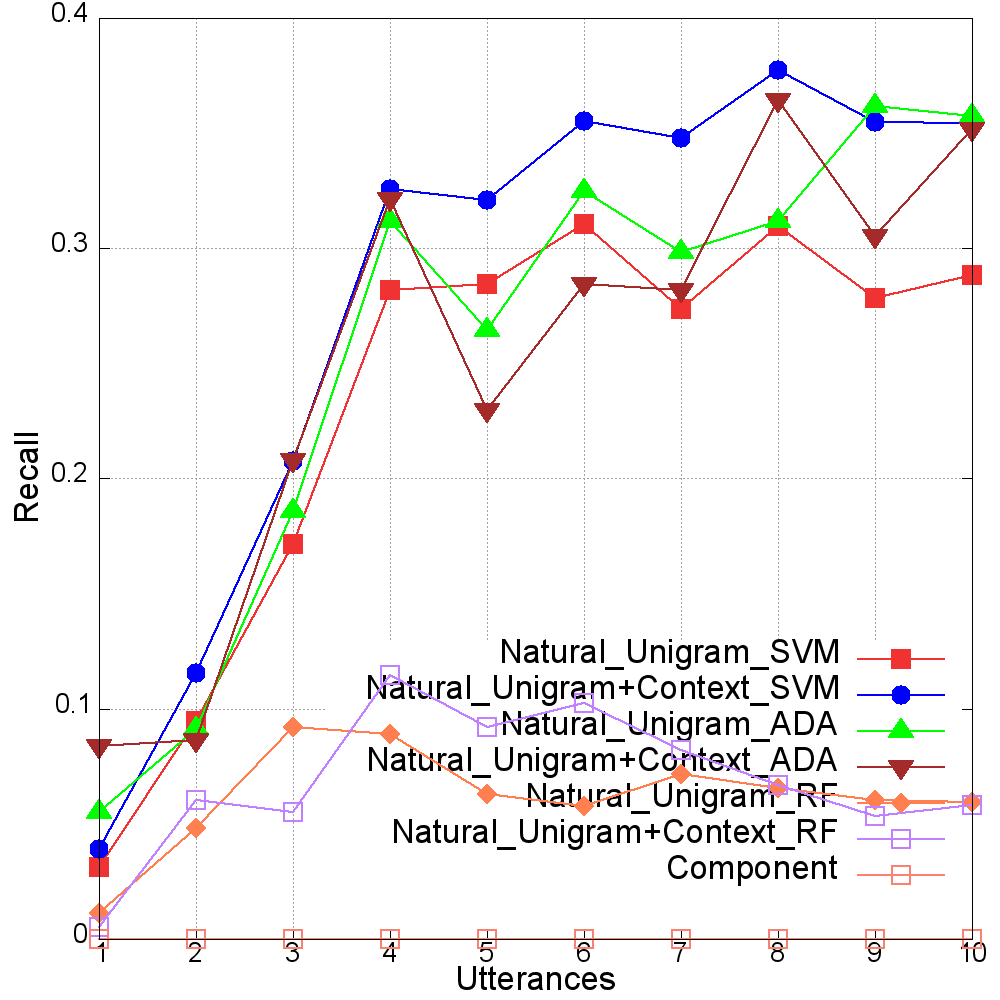 0.4
0.3
0.2
0.1
0
Recall
Natural_Unigram_SVM
Natural_Unigram+Context_SVM
Natural_Unigram_ADA
Natural_Unigram+Context_ADA
Natural_Unigram_RF
Natural_Unigram+Context_RF
Component
1 2 3 4 5 6 7 8 9 10
Utterances